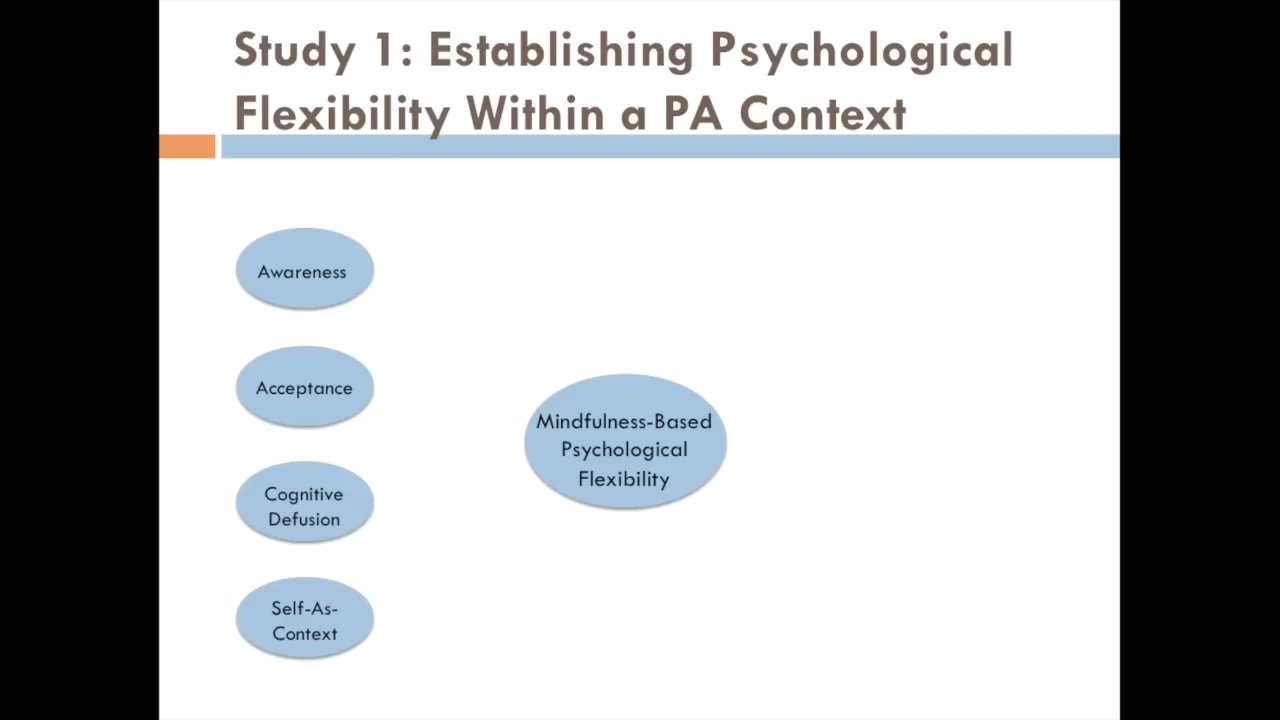 Study 1: Establishing Psychological
Flexibility Within a PA Context
Awareness
Acceptance
Cognitive
Defusion
Self-As-
Context
Mindfulness-Based
Psychological
Flexibility